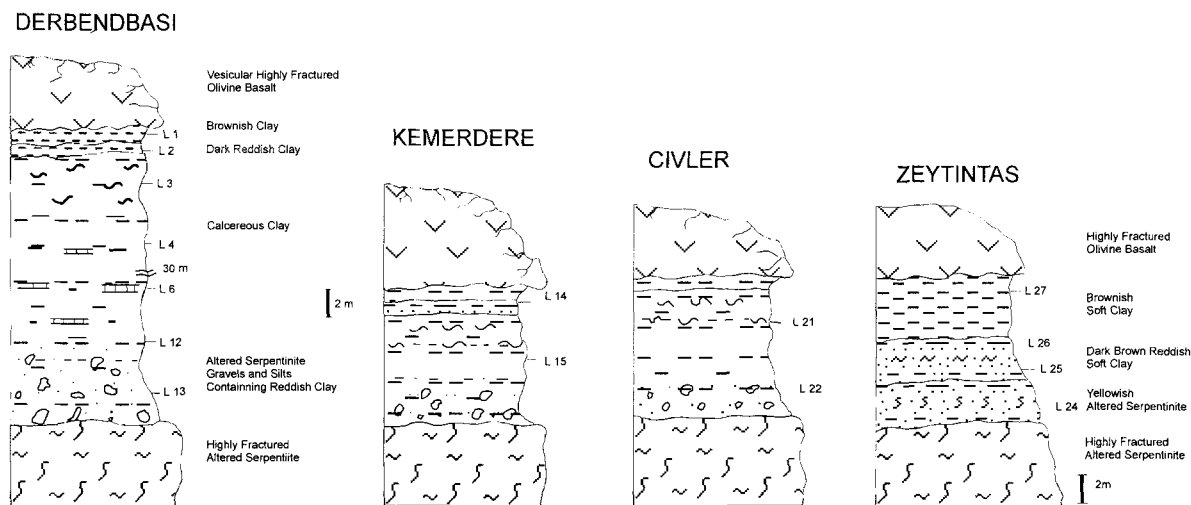 DERBENDBASI
Vesicular Highly Fractured
Olivine Basalt
Brownish Clay
L 1
Dark Reddish Clay
L 2
L 3
Calcereous Clay
L 4
30 m
L 6
L 12
Altered Serpentinite
Gravels and Silts
Containning Reddish Clay
L 13
Highly Fractured
Altered Serpentiite
KEMERDERE
2 m
L 14
L 15
CIVLER
L 21
L 22
ZEYTINTAS
Highly Fractured
Olivine Basalt
L 27
Brownish
Soft Clay
L 26
Dark Brown Reddish
Soft Clay
L 25
Yellowish
Altered Serpentinite
L 24
Highly Fractured
Altered Serpentinite
2m